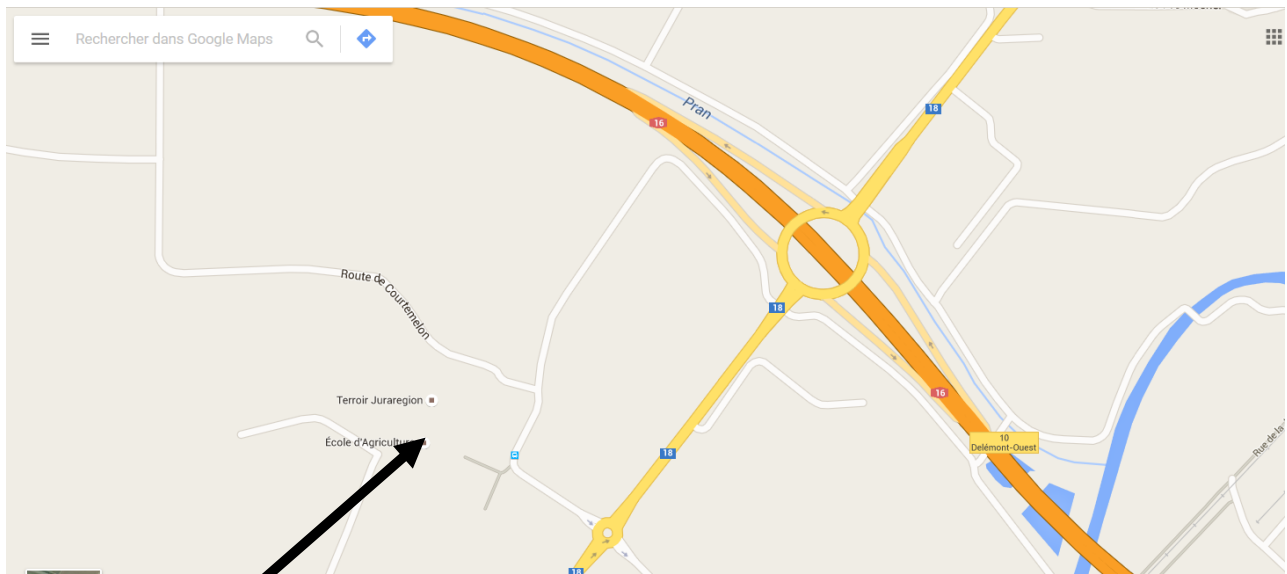 Rechercher dans Google Maps
Pran
18
16
Route de Courtemelon
18
Terroir Juraregion
16
École d'Agriculture
10
Delémont-Ouest
18
Rue de la
18